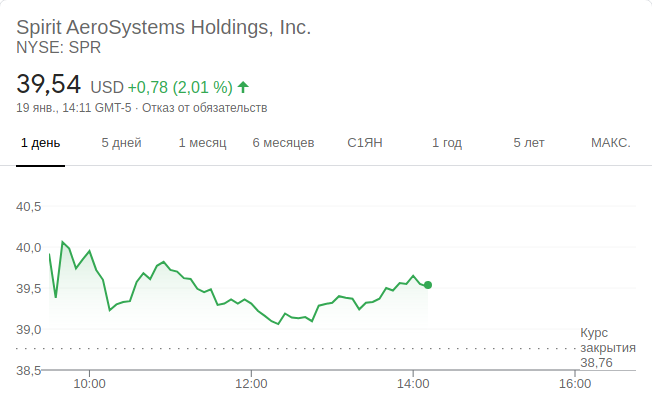 Spirit AeroSystems Holdings, Inc.
NYSE: SPR
39,54 USD +0,78 (2,01 %)
19 янв., 14:11 GMT-5 · Отказ от обязательств
1 день 5 дней 1 месяц 6 месяцев С1ЯН 1 год 5 лет МАКС.
40,5
40,0
39,5
39,0
38,5
Курс
закрытия
38,76
10:00 12:00 14:00 16:00